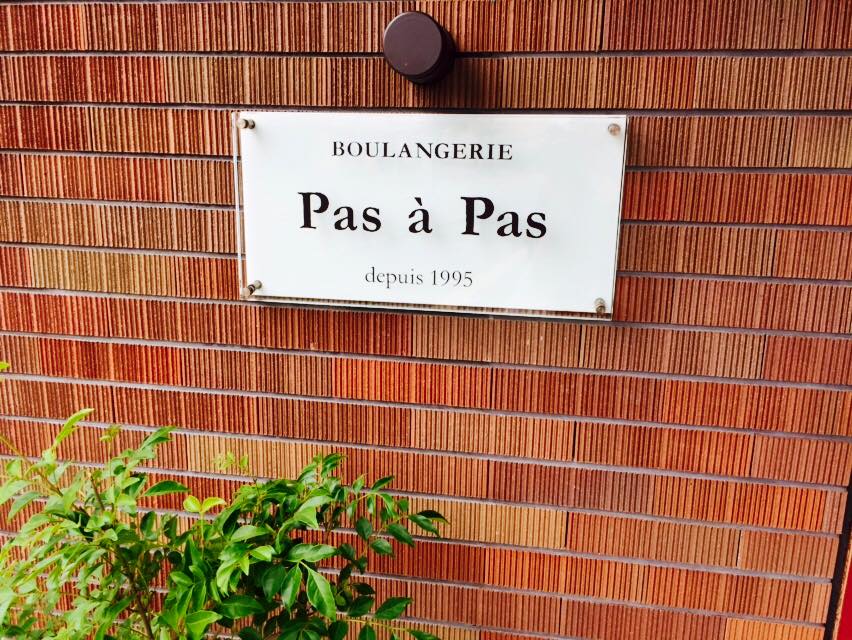 BOULANGERIE
Pas à Pas
depuis 1995